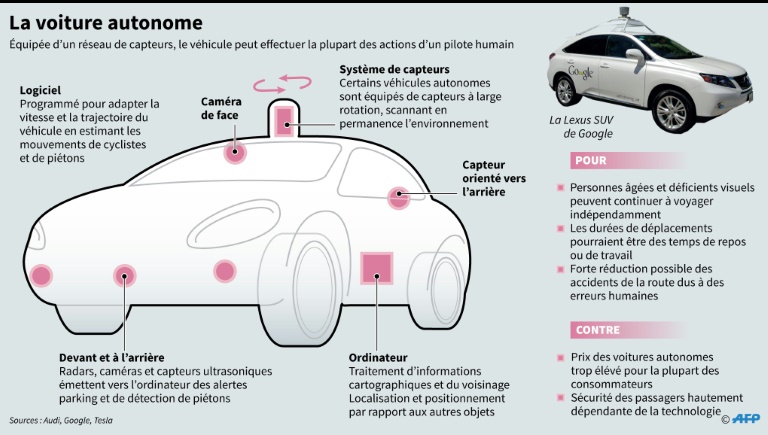 La voiture autonome
Équipée d'un réseau de capteurs, le véhicule peut effectuer la plupart des actions d'un pilote humain
Logiciel
Programmé pour adapter la
vitesse et la trajectoire du
véhicule en estimant les
mouvements de cyclistes
et de piétons
Caméra
de face
Système de capteurs
Certains véhicules autonomes
sont équipés de capteurs à large
rotation, scannant en
permanence l'environnement
Capteur
orienté vers
l'arrière
Devant et à l'arrière
Radars, caméras et capteurs ultrasoniques
émettent vers l'ordinateur des alertes
parking et de détection de piétons
Ordinateur
Traitement d'informations
cartographiques et du voisinage
Localisation et positionnement
par rapport aux autres objets
Sources : Audi, Google, Tesla
Google
La Lexus SUV
de Google
POUR
Personnes âgées et déficients visuels
peuvent continuer à voyager
indépendamment
Les durées de déplacements
pourraient être des temps de repos
ou de travail
Forte réduction possible des
accidents de la route dus à des
erreurs humaines
CONTRE
Prix des voitures autonomes
trop élévé pour la plupart des
consommateurs
Sécurité des passagers hautement
dépendante de la technologie
© AFP